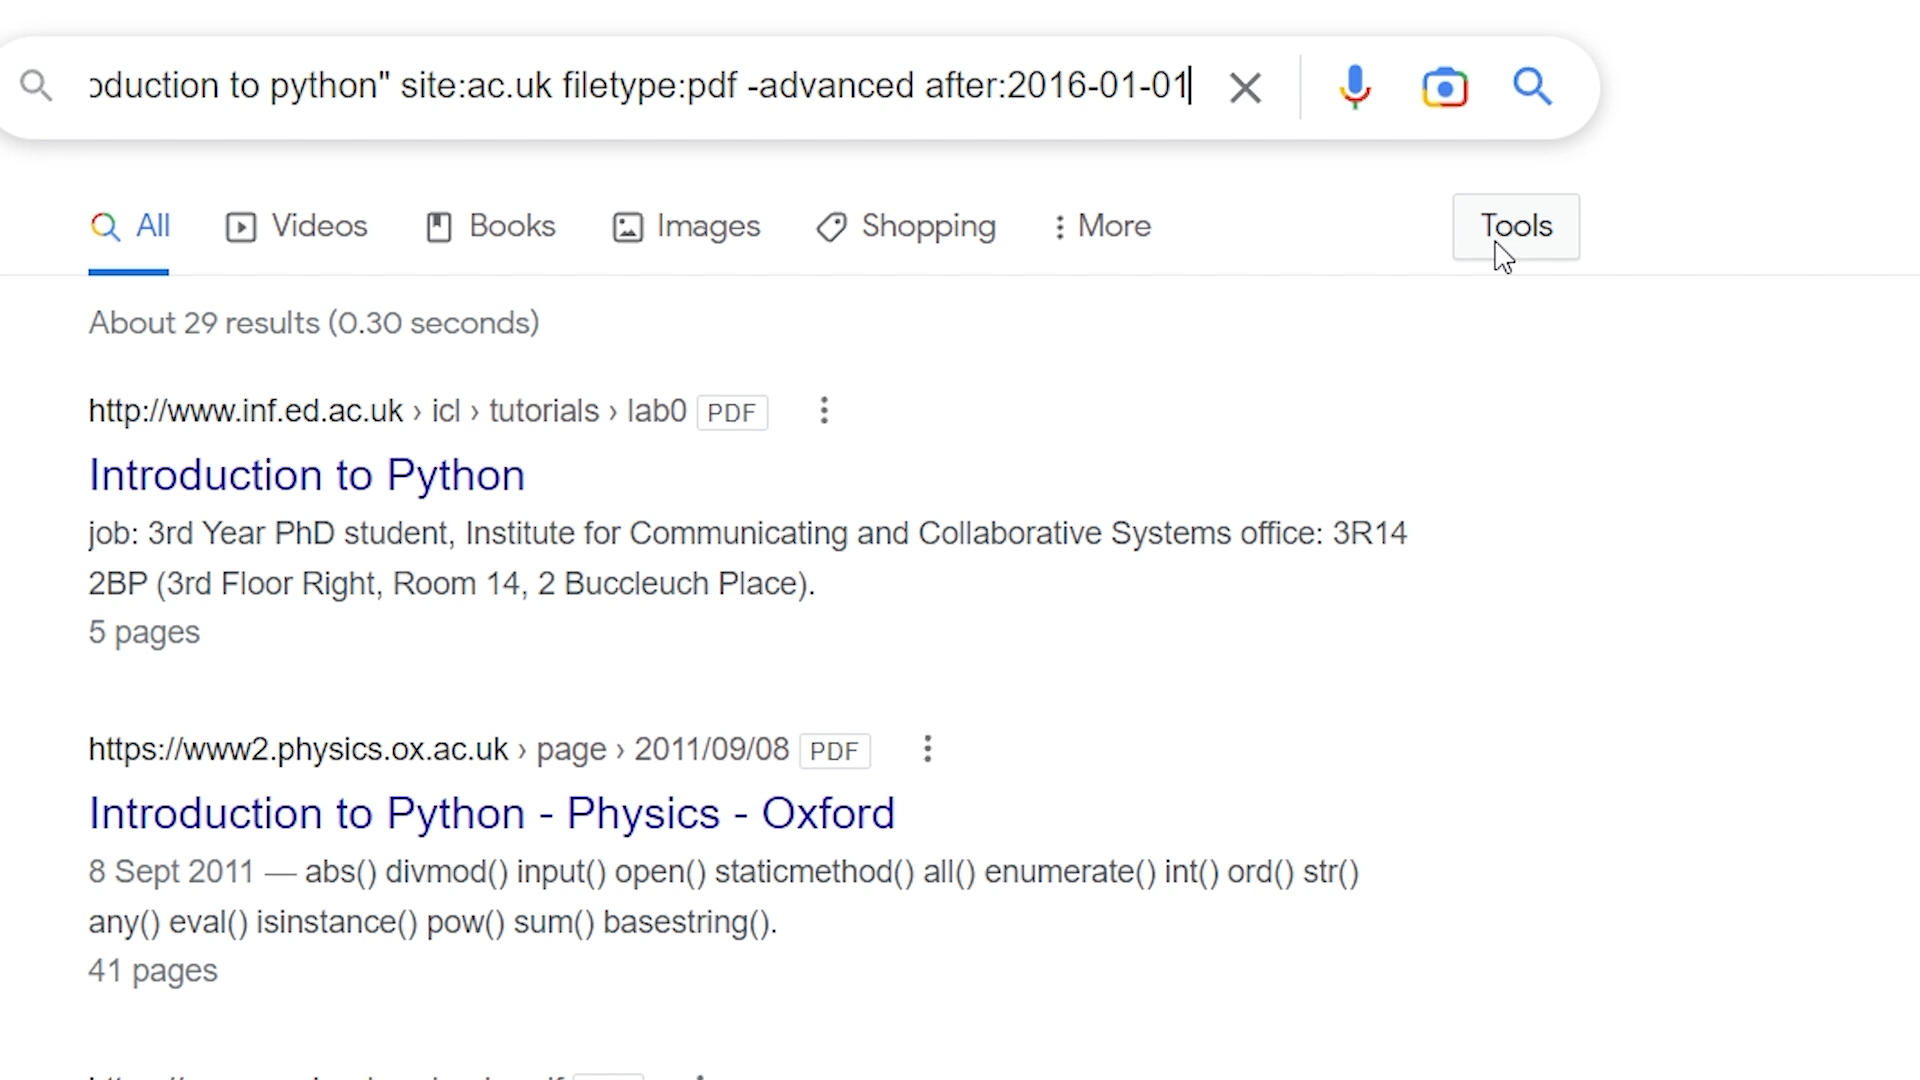 oduction to python" site:ac.uk filetype:pdf -advanced after:2016-01-01
All Videos Books Images Shopping More Tools
About 29 results (0.30 seconds)
http://www.inf.ed.ac.uk › icl › tutorials › lab0 PDF
Introduction to Python
job: 3rd Year PhD student, Institute for Communicating and Collaborative Systems office: 3R14
2BP (3rd Floor Right, Room 14, 2 Buccleuch Place).
5 pages
https://www2.physics.ox.ac.uk › page › 2011/09/08 PDF
Introduction to Python - Physics - Oxford
8 Sept 2011 — abs() divmod() input() open() staticmethod() all() enumerate() int() ord() str()
any() eval() isinstance() pow() sum() basestring().
41 pages